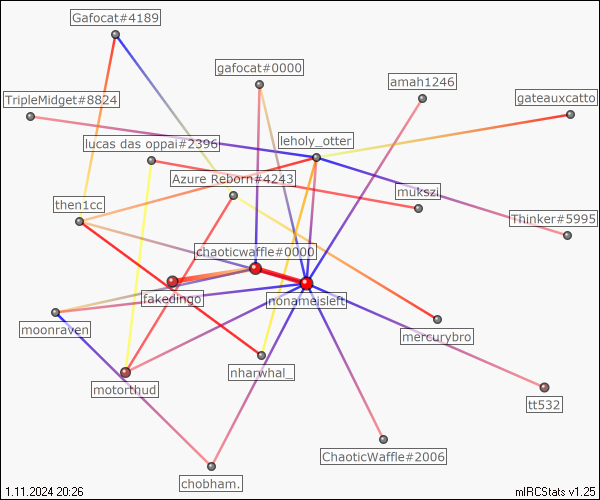 Gafocat#4189
gafocat#0000
amah1246
TripleMidget#8824
gateauxcatto
lucas das oppai#2396
leholy_otter
Azure Reborn#4243
mukszi
then1cc
Thinker#5995
chaoticwaffle#0000
fakedingo
nonameisleft
moonraven
mercurybro
nharwhal_
motorthud
tt532
ChaoticWaffle#2006
chobham.
1.11.2024 20:26
mIRCStats v1.25